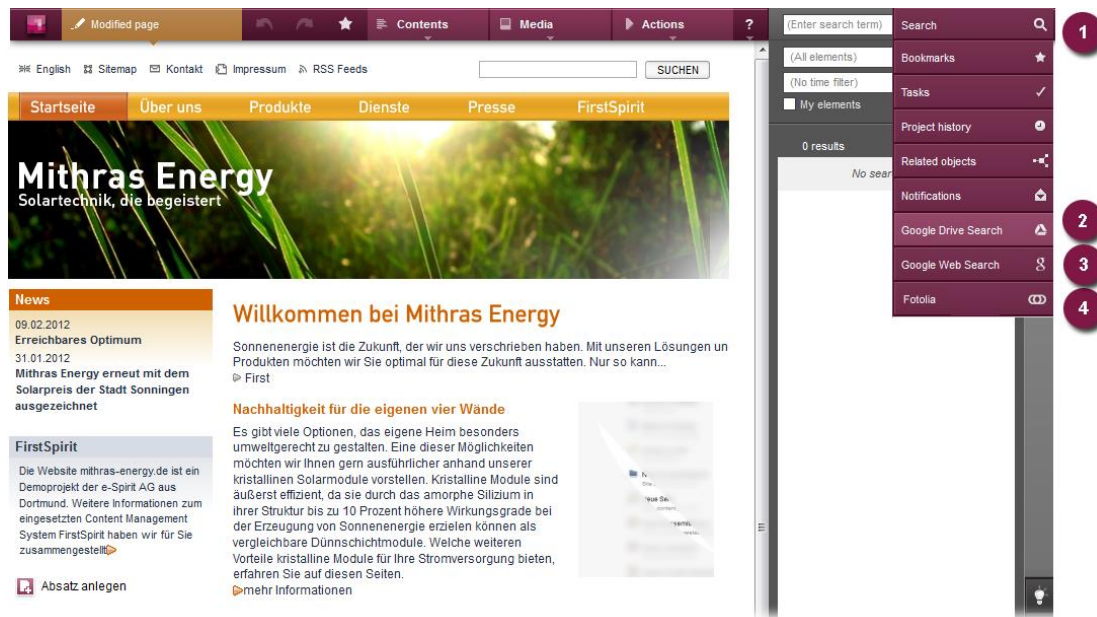 Modified page
Contents
Media
Actions
?
(Enter search term)
Search
1
English
Sitemap
Kontakt
Impressum
RSS Feeds
SUCHEN
(All elements)
Bookmarks
(No time filter)
Tasks
My elements
Startseite
Über uns
Produkte
Dienste
Presse
FirstSpirit
Project history
0 results
Related objects
No sear
Notifications
Google Drive Search
2
Google Web Search
8
3
Fotolia
4
Mithras Energy
Solartechnik, die begeistert
News
09.02.2012
Erreichbares Optimum
31.01.2012
Mithras Energy erneut mit dem
Solarpreis der Stadt Sonningen
ausgezeichnet
FirstSpirit
Die Website mithras-energy.de ist ein
Demoprojekt der e-Spirit AG aus
Dortmund. Weitere Informationen zum
eingesetzten Content Management
System FirstSpirit haben wir für Sie
zusammengestellt
Absatz anlegen
Willkommen bei Mithras Energy
Sonnenenergie ist die Zukunft, der wir uns verschrieben haben. Mit unseren Lösungen un
Produkten möchten wir Sie optimal für diese Zukunft ausstatten. Nur so kann...
First
Nachhaltigkeit für die eigenen vier Wände
Es gibt viele Optionen, das eigene Heim besonders
umweltgerecht zu gestalten. Eine dieser Möglichkeiten
möchten wir Ihnen gern ausführlicher anhand unserer
kristallinen Solarmodule vorstellen. Kristalline Module sind
äußerst effizient, da sie durch das amorphe Silizium in
ihrer Struktur bis zu 10 Prozent höhere Wirkungsgrade bei
der Erzeugung von Sonnenenergie erzielen können als
vergleichbare Dünnschichtmodule. Welche weiteren
Vorteile kristalline Module für Ihre Stromversorgung bieten,
erfahren Sie auf diesen Seiten.
mehr Informationen